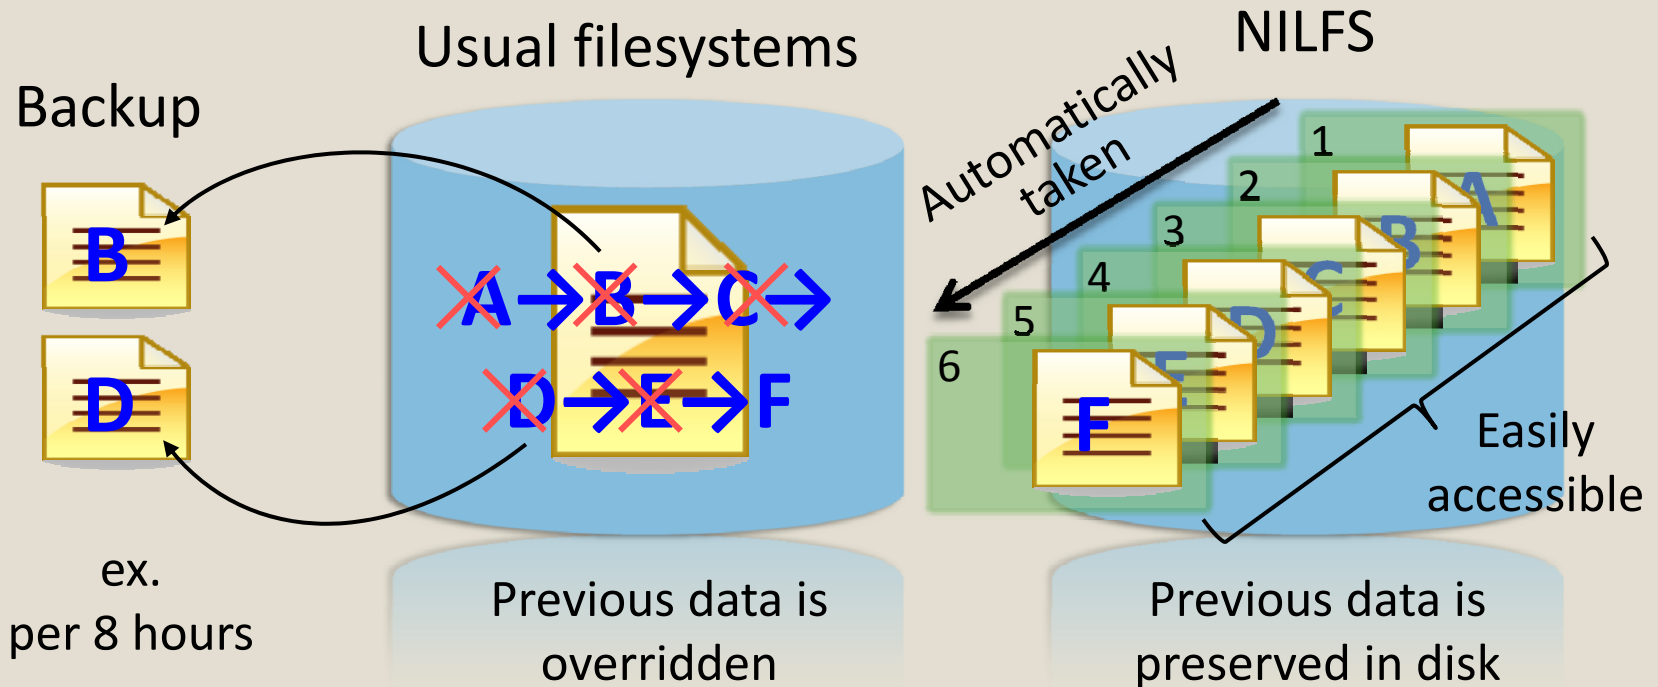 Backup
B
D
ex.
per 8 hours
Usual filesystems
A → B → C →
D → E → F
Previous data is
overridden
NILFS
Automatically
taken
1
A
2
B
3
C
4
D
5
E
6
F
Easily
accessible
Previous data is
preserved in disk